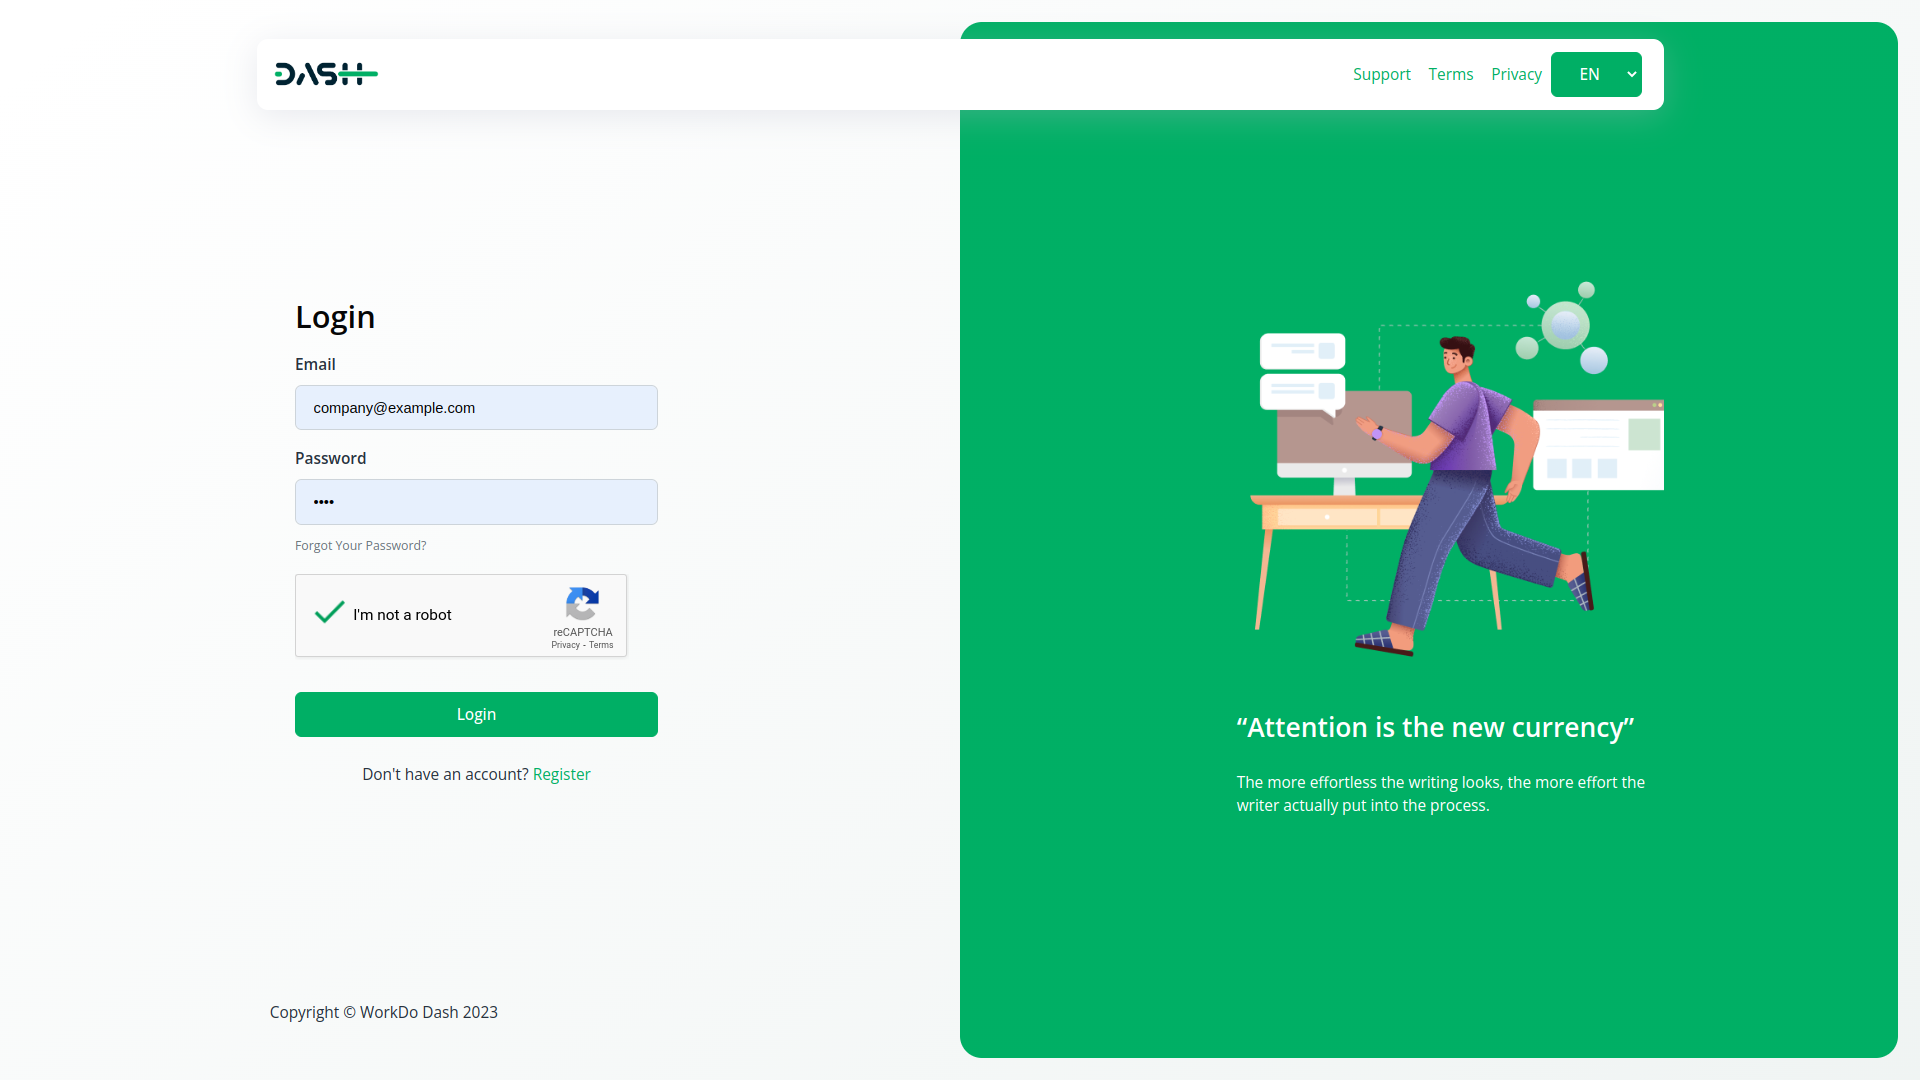 DASH
Support
Terms
Privacy
EN
Login
Email
company@example.com
Password
••••
Forgot Your Password?
I'm not a robot
reCAPTCHA
Privacy - Terms
Login
Don't have an account? Register
“Attention is the new currency”
The more effortless the writing looks, the more effort the
writer actually put into the process.
Copyright © WorkDo Dash 2023